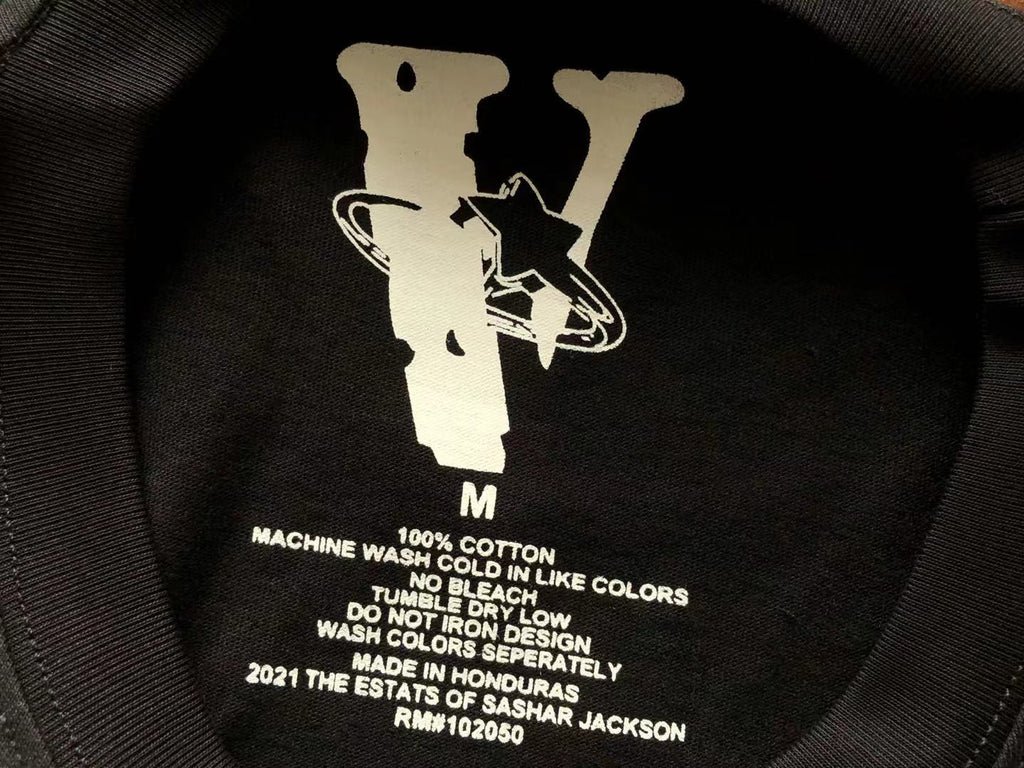 V
M
100% COTTON
MACHINE WASH COLD IN LIKE COLORS
NO BLEACH
TUMBLE DRY LOW
DO NOT IRON DESIGN
WASH COLORS SEPERATELY
MADE IN HONDURAS
2021 THE ESTATS OF SASHAR JACKSON
RM#102050